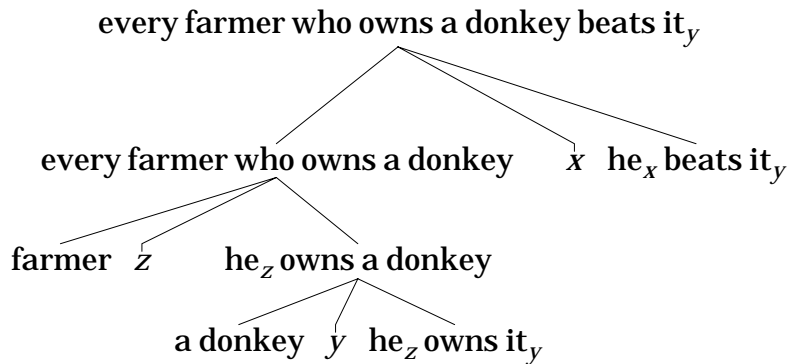 every farmer who owns a donkey beats it_y
every farmer who owns a donkey x he_x beats it_y
farmer z he_z owns a donkey
a donkey y he_z owns it_y